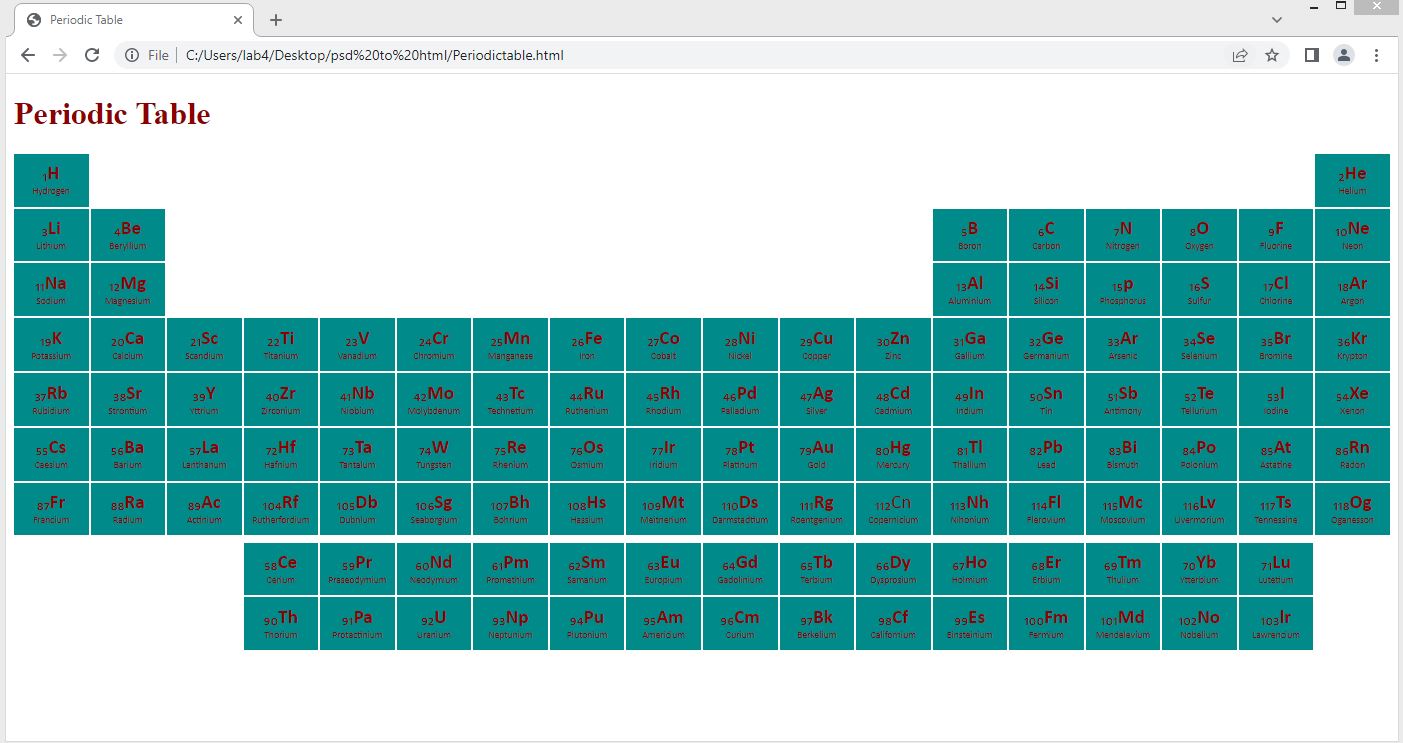 Periodic Table
File C:/Users/lab4/Desktop/psd%20to%20html/Periodictable.html
Periodic Table
1H 2He
Hydrogen Helium
3Li 4Be 5B 6C 7N 8O 9F 10Ne
Lithium Beryllium Boron Carbon Nitrogen Oxygen Fluorine Neon
11Na 12Mg 13Al 14Si 15p 16S 17Cl 18Ar
Sodium Magnesium Aluminium Silicon Phosphorus Sulfur Chlorine Argon
19K 20Ca 21Sc 22Ti 23V 24Cr 25Mn 26Fe 27Co 28Ni 29Cu 30Zn 31Ga 32Ge 33Ar 34Se 35Br 36Kr
Potassium Calcium Scandium Titanium Vanadium Chromium Manganese Iron Cobalt Nickel Copper Zinc Gallium Germanium Arsenic Selenium Bromine Krypton
37Rb 38Sr 39Y 40Zr 41Nb 42Mo 43Tc 44Ru 45Rh 46Pd 47Ag 48Cd 49In 50Sn 51Sb 52Te 53I 54Xe
Rubidium Strontium Yttrium Zirconium Niobium Molybdenum Technetium Ruthenium Rhodium Palladium Silver Cadmium Indium Tin Antimony Tellurium Iodine Xenon
55Cs 56Ba 57La 72Hf 73Ta 74W 75Re 76Os 77Ir 78Pt 79Au 80Hg 81Tl 82Pb 83Bi 84Po 85At 86Rn
Caesium Barium Lanthanum Hafnium Tantalum Tungsten Rhenium Osmium Iridium Platinum Gold Mercury Thallium Lead Bismuth Polonium Astatine Radon
87Fr 88Ra 89Ac 104Rf 105Db 106Sg 107Bh 108Hs 109Mt 110Ds 111Rg 112Cn 113Nh 114Fl 115Mc 116Lv 117Ts 118Og
Francium Radium Actinium Rutherfordium Dubnium Seaborgium Bohrium Hassium Meitnerium Darmstadtium Roentgenium Copernicium Nihonium Flerovium Moscovium Livermorium Tennessine Oganesson
58Ce 59Pr 60Nd 61Pm 62Sm 63Eu 64Gd 65Tb 66Dy 67Ho 68Er 69Tm 70Yb 71Lu
Cerium Praseodymium Neodymium Promethium Samarium Europium Gadolinium Terbium Dysprosium Holmium Erbium Thulium Ytterbium Lutetium
90Th 91Pa 92U 93Np 94Pu 95Am 96Cm 97Bk 98Cf 99Es 100Fm 101Md 102No 103lr
Thorium Protactinium Uranium Neptunium Plutonium Americium Curium Berkelium Californium Einsteinium Fermium Mendelevium Nobelium Lawrencium